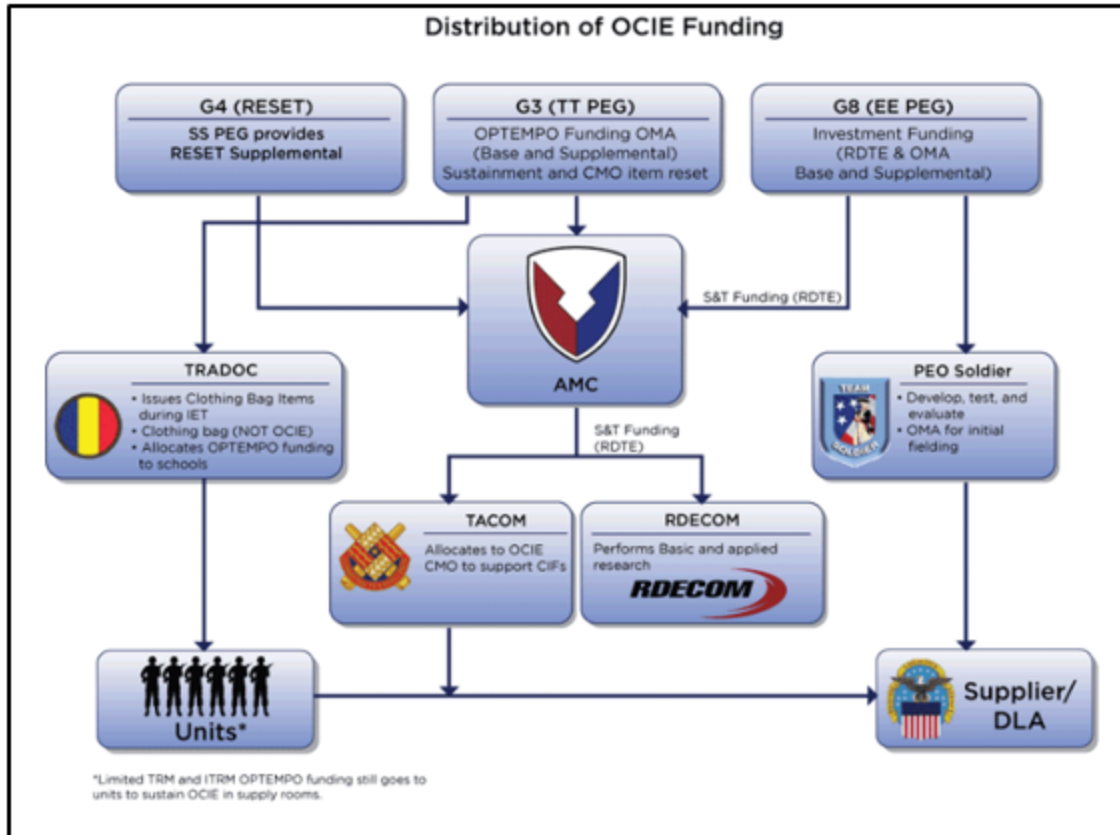 Distribution of OCIE Funding
G4 (RESET)
SS PEG provides
RESET Supplemental
G3 (TT PEG)
OPTEMPO Funding OMA
(Base and Supplemental)
Sustainment and CMO item reset
G8 (EE PEG)
Investment Funding
(RDTE & OMA
Base and Supplemental)
S&T Funding (RDTE)
AMC
TRADOC
• Issues Clothing Bag Items
during IET
• Clothing bag (NOT OCIE)
• Allocates OPTEMPO funding
to schools
PEO Soldier
TEAM
SOLDIER
• Develop, test, and
evaluate
• OMA for initial
fielding
S&T Funding
(RDTE)
TACOM
Allocates to OCIE
CMO to support CIFs
RDECOM
Performs Basic and applied
research
RDECOM
Units*
Supplier/
DLA
*Limited TRM and ITRM OPTEMPO funding still goes to
units to sustain OCIE in supply rooms.